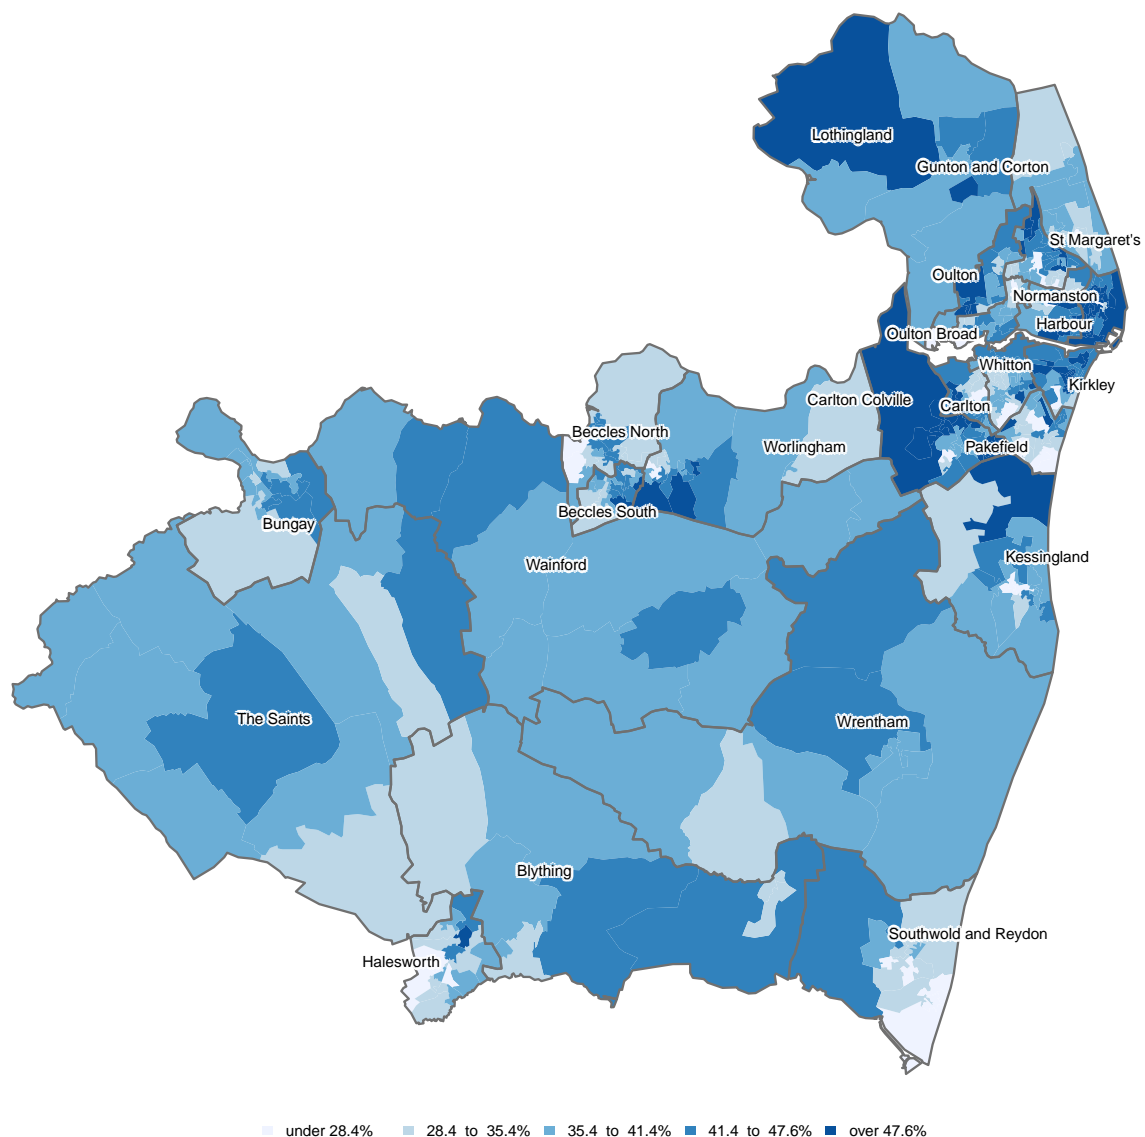 Lothingland
Gunton and Corton
St Margaret's
Oulton
Normanston
Harbour
Oulton Broad
Whitton
Kirkley
Carlton Colville
Carlton
Beccles North
Worlingham
Pakefield
Beccles South
Bungay
Kessingland
Wainford
The Saints
Wrentham
Blything
Southwold and Reydon
Halesworth
under 28.4% 28.4 to 35.4% 35.4 to 41.4% 41.4 to 47.6% over 47.6%